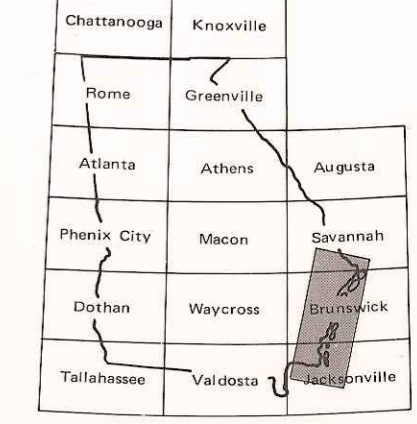 Chattanooga Knoxville
Rome Greenville
Atlanta Athens Augusta
Phenix City Macon Savannah
Dothan Waycross Brunswick
Tallahassee Valdosta Jacksonville